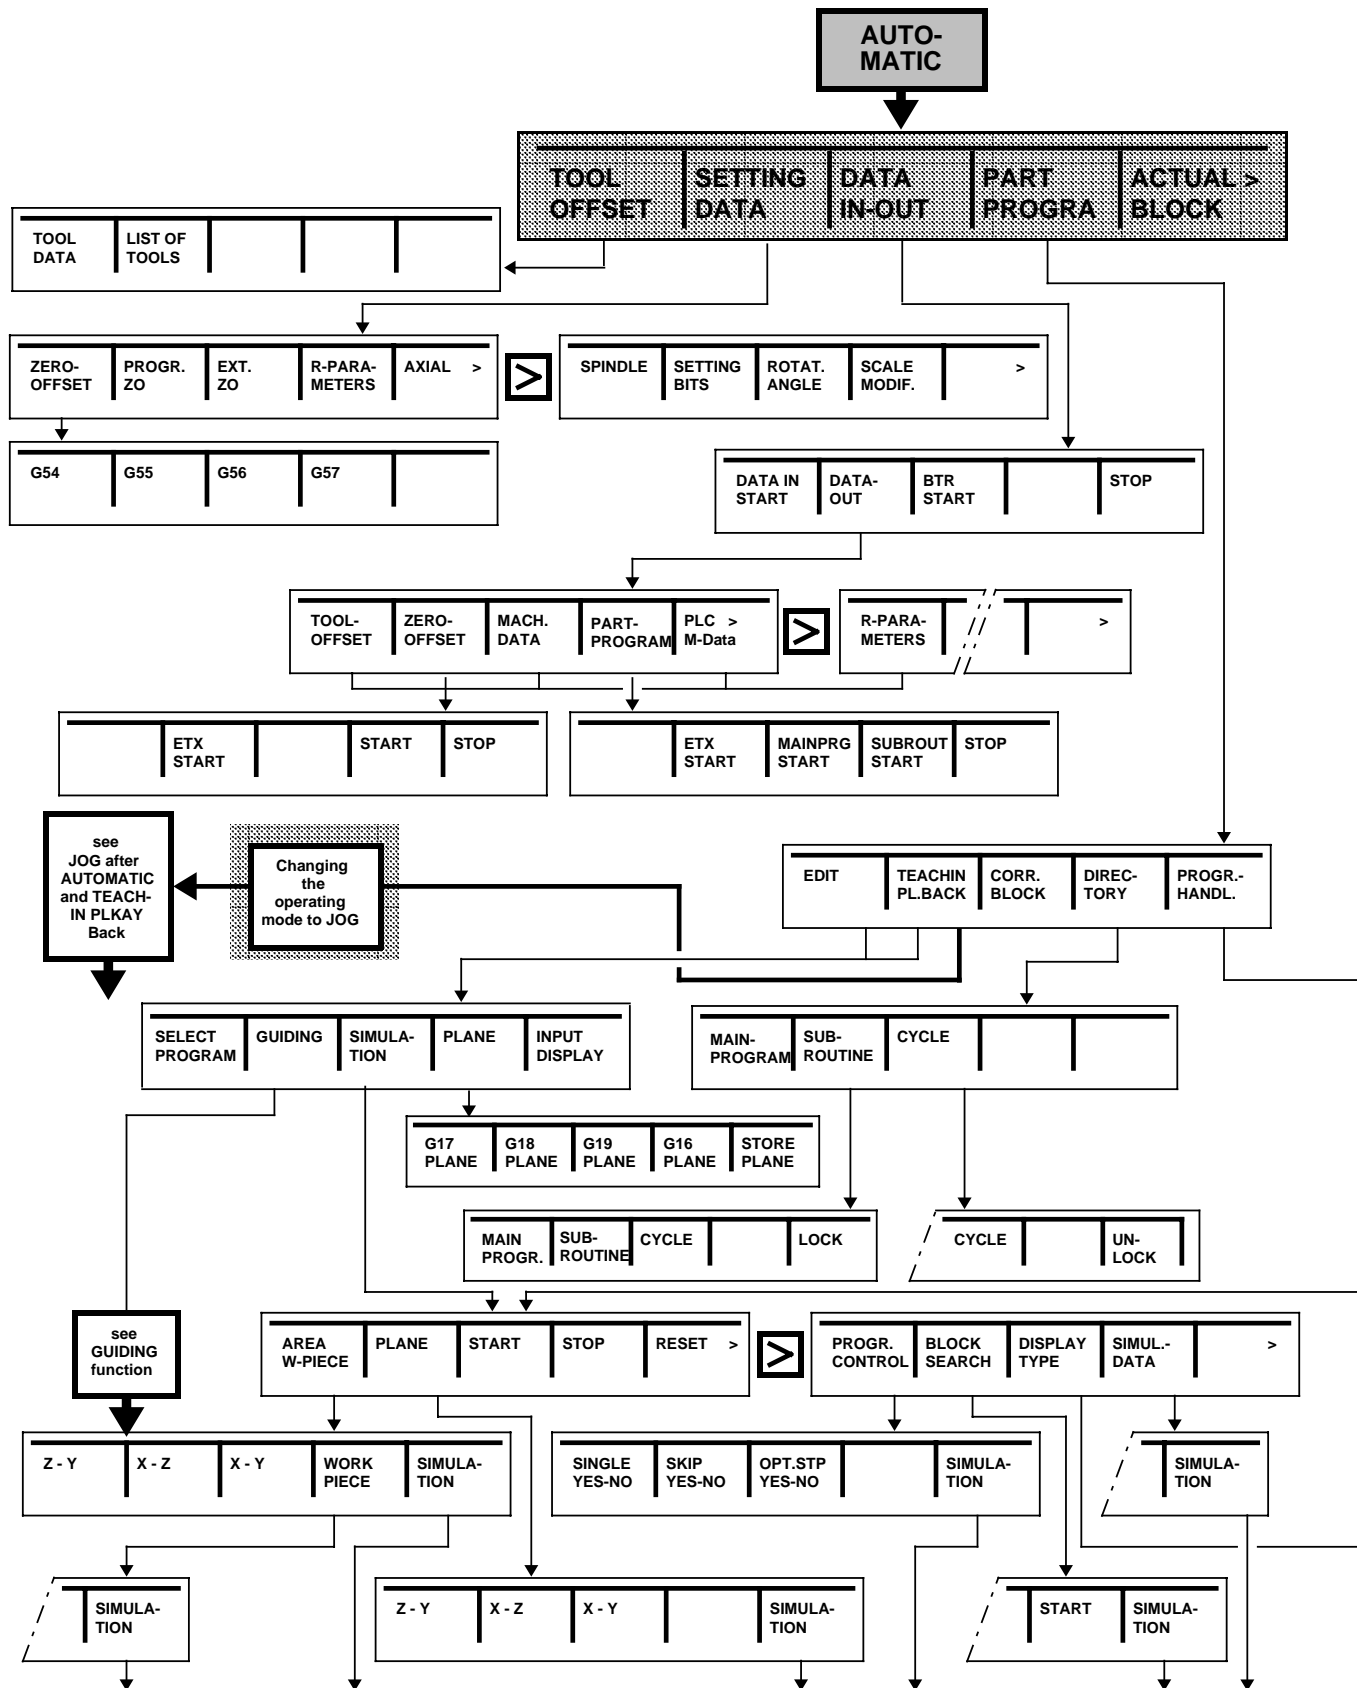 AUTO-
MATIC
TOOL
OFFSET
SETTING
DATA
DATA
IN-OUT
PART
PROGRA
ACTUAL >
BLOCK
TOOL
DATA
LIST OF
TOOLS
ZERO-
OFFSET
PROGR.
ZO
EXT.
ZO
R-PARA-
METERS
AXIAL >
>
SPINDLE
SETTING
BITS
ROTAT.
ANGLE
SCALE
MODIF.
>
G54
G55
G56
G57
DATA IN
START
DATA-
OUT
BTR
START
STOP
TOOL-
OFFSET
ZERO-
OFFSET
MACH.
DATA
PART-
PROGRAM
PLC >
M-Data
>
R-PARA-
METERS
>
ETX
START
START
STOP
ETX
START
MAINPRG
START
SUBROUT
START
STOP
see
JOG after
AUTOMATIC
and TEACH-
IN PLKAY
Back
Changing
the
operating
mode to JOG
EDIT
TEACHIN
PL.BACK
CORR.
BLOCK
DIREC-
TORY
PROGR.-
HANDL.
SELECT
PROGRAM
GUIDING
SIMULA-
TION
PLANE
INPUT
DISPLAY
MAIN-
PROGRAM
SUB-
ROUTINE
CYCLE
G17
PLANE
G18
PLANE
G19
PLANE
G16
PLANE
STORE
PLANE
MAIN
PROGR.
SUB-
ROUTINE
CYCLE
LOCK
CYCLE
UN-
LOCK
see
GUIDING
function
AREA
W-PIECE
PLANE
START
STOP
RESET >
>
PROGR.
CONTROL
BLOCK
SEARCH
DISPLAY
TYPE
SIMUL.-
DATA
>
Z - Y
X - Z
X - Y
WORK
PIECE
SIMULA-
TION
SINGLE
YES-NO
SKIP
YES-NO
OPT.STP
YES-NO
SIMULA-
TION
SIMULA-
TION
SIMULA-
TION
Z - Y
X - Z
X - Y
SIMULA-
TION
START
SIMULA-
TION